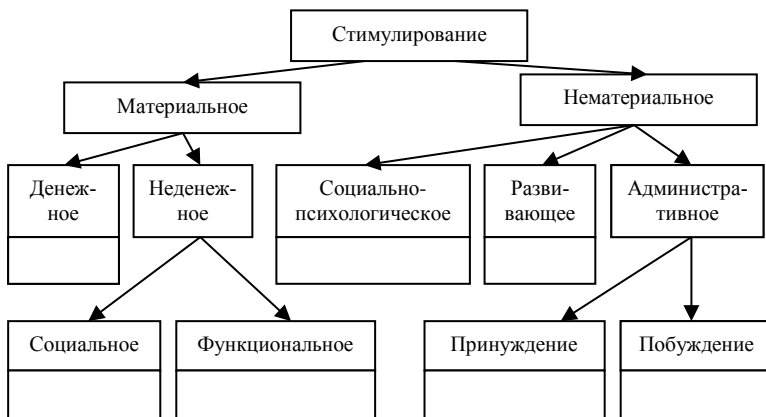 Стимулирование
Материальное
Нематериальное
Денеж-
ное
Неденеж-
ное
Социально-
психологическое
Разви-
вающее
Администра-
тивное
Социальное
Функциональное
Принуждение
Побуждение